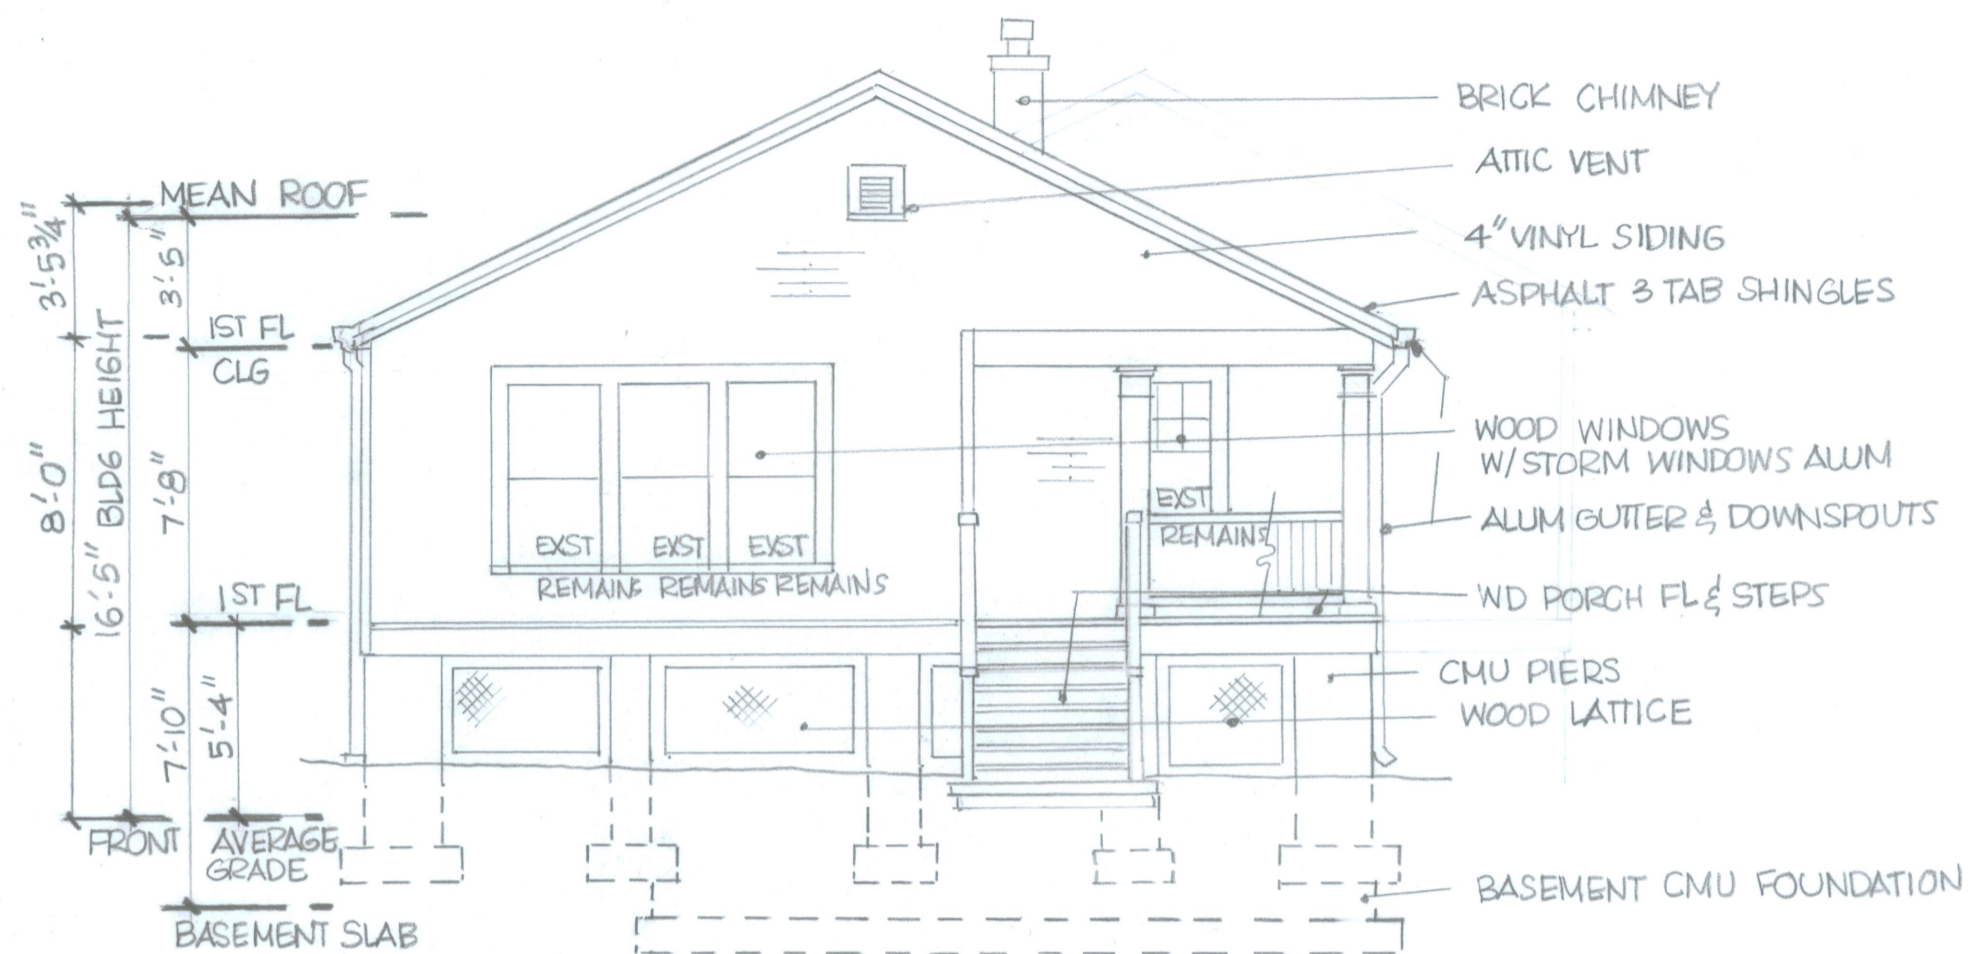 BRICK CHIMNEY
ATTIC VENT
4" VINYL SIDING
ASPHALT 3 TAB SHINGLES
WOOD WINDOWS
W/STORM WINDOWS ALUM
ALUM GUTTER & DOWNSPOUTS
WD PORCH FL & STEPS
CMU PIERS
WOOD LATTICE
BASEMENT CMU FOUNDATION
MEAN ROOF
3'-5 3/4"
3'-5"
1ST FL
CLG
16'-5" BLDG HEIGHT
8'-0"
7'-8"
1ST FL
7'-10"
5'-4"
FRONT
AVERAGE
GRADE
BASEMENT SLAB
EXST EXST EXST
REMAINS REMAINS REMAINS
EXST
REMAINS